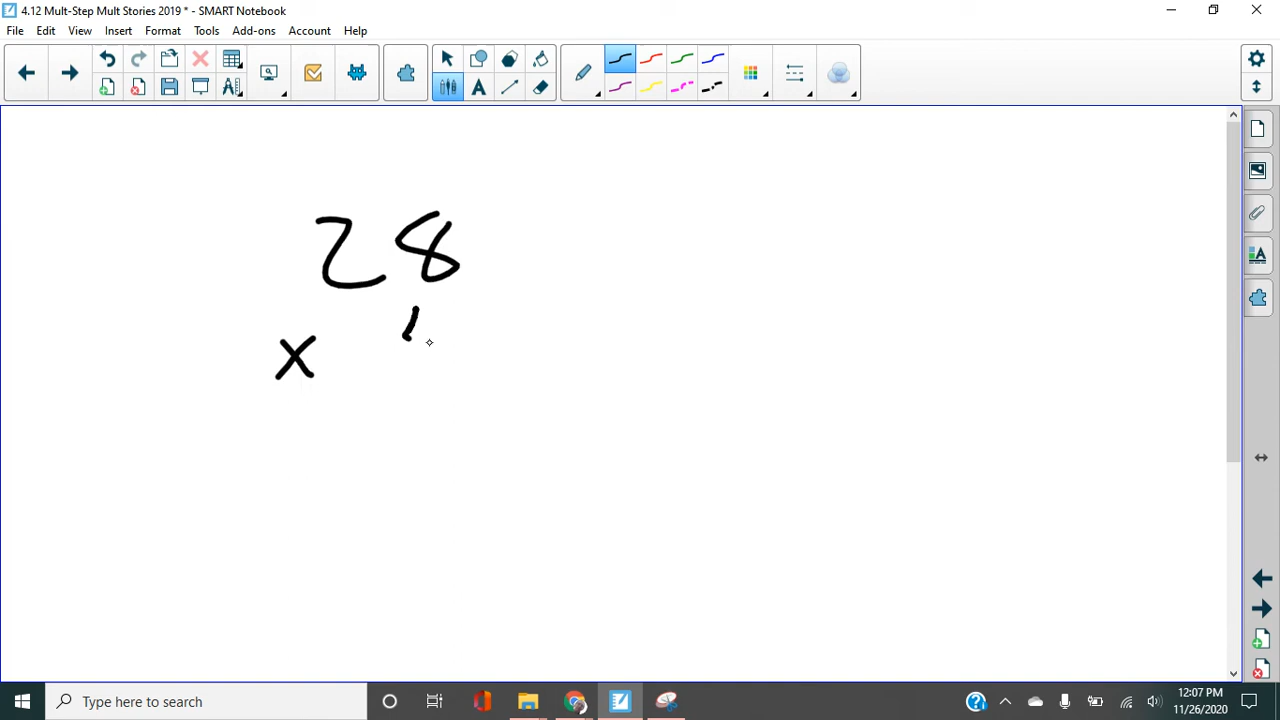 4.12 Mult-Step Mult Stories 2019 * - SMART Notebook
File Edit View Insert Format Tools Add-ons Account Help
28
x
Type here to search
12:07 PM
11/26/2020